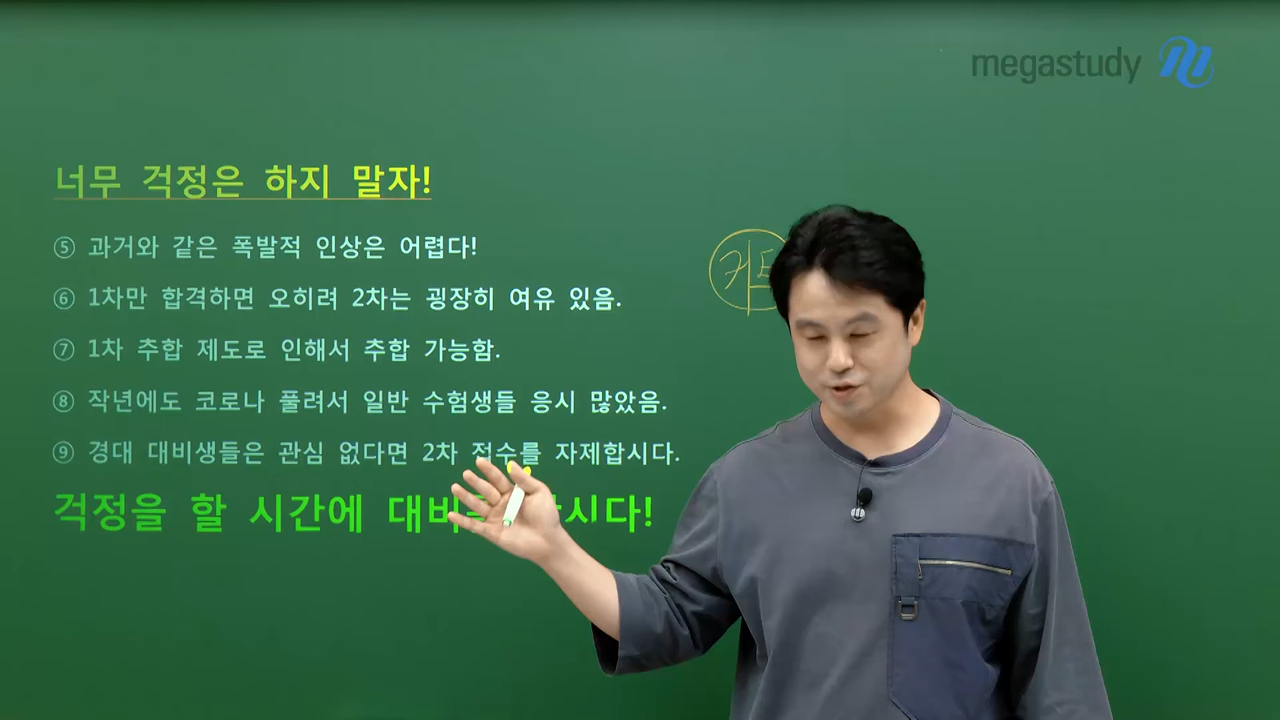 megastudy
너무 걱정은 하지 말자!
⑤ 과거와 같은 폭발적 인상은 어렵다!
⑥ 1차만 합격하면 오히려 2차는 굉장히 여유 있음.
⑦ 1차 추합 제도로 인해서 추합 가능함.
⑧ 작년에도 코로나 풀려서 일반 수험생들 응시 많았음.
⑨ 경대 대비생들은 관심 없다면 2차 접수를 자제합시다.
걱정을 할 시간에